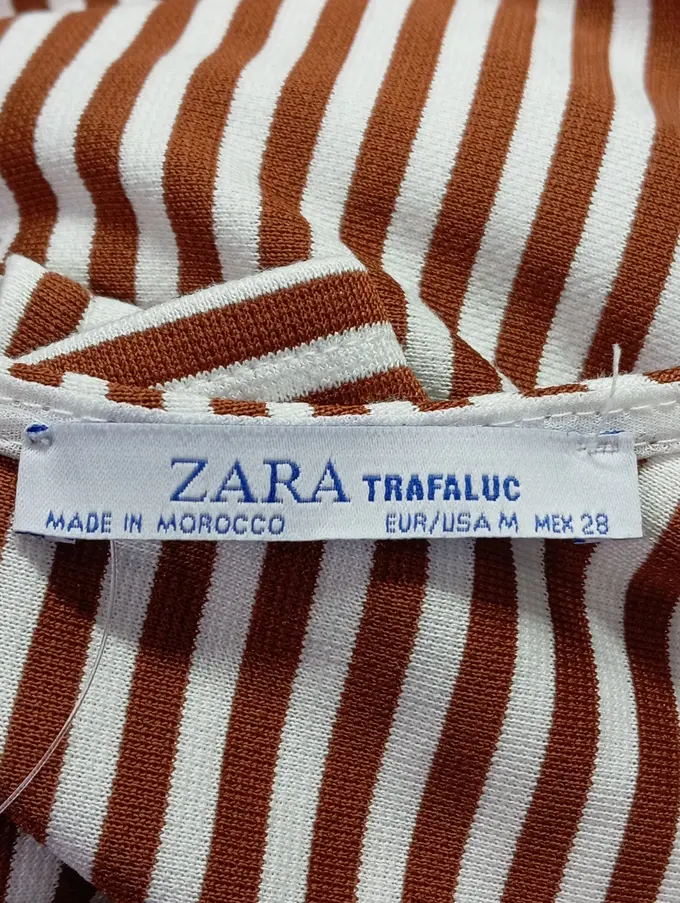 ZARA TRAFALUC
MADE IN MOROCCO EUR/USA M MEX 28